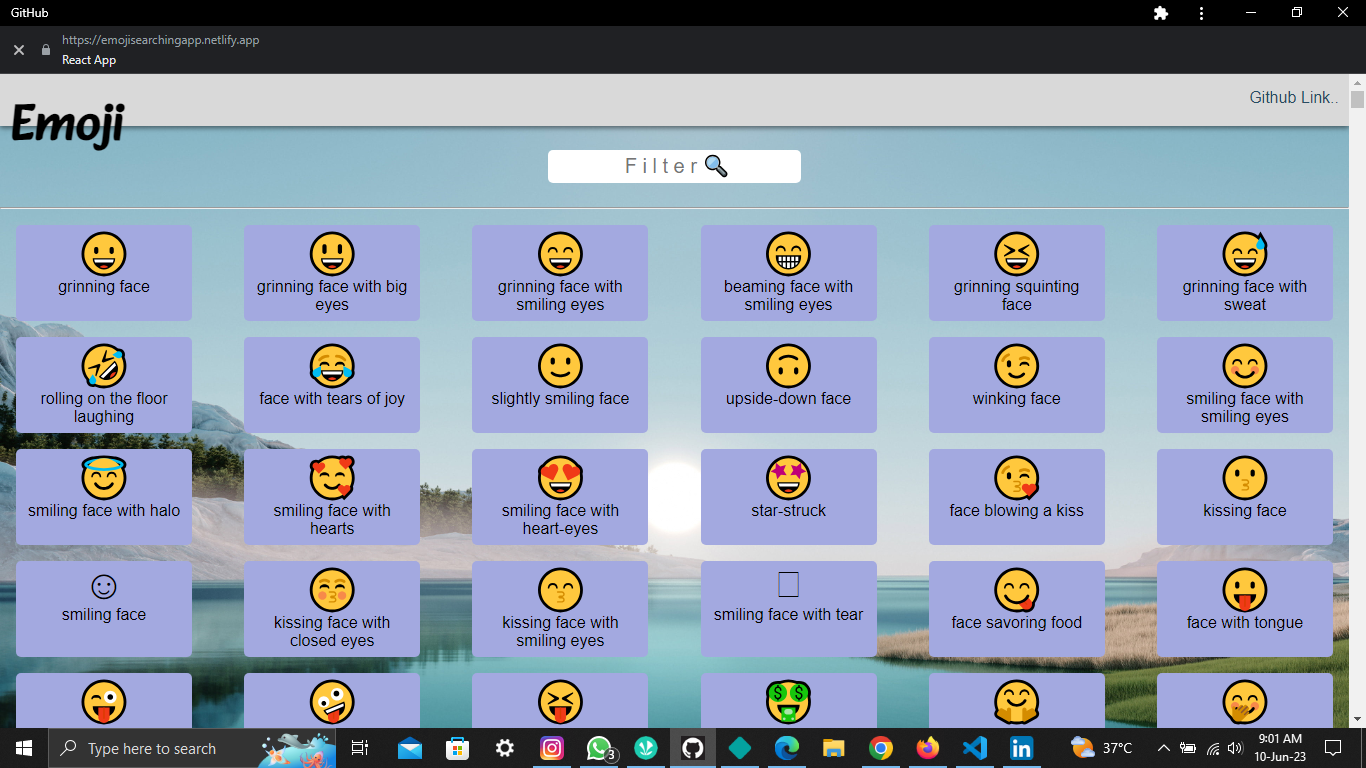 GitHub
https://emojisearchingapp.netlify.app
React App
Emoji
Github Link..
Filter🔍
grinning face
grinning face with big
eyes
grinning face with
smiling eyes
beaming face with
smiling eyes
grinning squinting
face
grinning face with
sweat
rolling on the floor
laughing
face with tears of joy
slightly smiling face
upside-down face
winking face
smiling face with
smiling eyes
smiling face with halo
smiling face with
hearts
smiling face with
heart-eyes
star-struck
face blowing a kiss
kissing face
smiling face
kissing face with
closed eyes
kissing face with
smiling eyes
smiling face with tear
face savoring food
face with tongue
Type here to search
3
37°C
9:01 AM
10-Jun-23